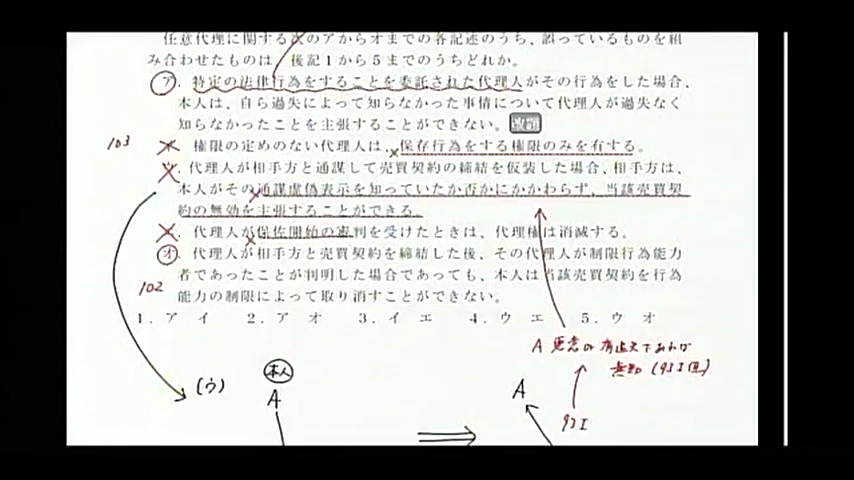 任意代理に関する次のアからオまでの各記述のうち、誤っているものを組
み合わせたものは、後記1から5までのうちどれか。
ア. 特定の法律行為をすることを委託された代理人がその行為をした場合、
本人は、自ら過失によって知らなかった事情について代理人が過失なく
知らなかったことを主張することができない。
103
イ. 権限の定めのない代理人は、保存行為をする権限のみを有する。
ウ. 代理人が相手方と通謀して売買契約の締結を仮装した場合、相手方は、
本人がその通謀虚偽表示を知っていたか否かにかかわらず、当該売買契
約の無効を主張することができる。
エ. 代理人が保佐開始の審判を受けたときは、代理権は消滅する。
オ. 代理人が相手方と売買契約を締結した後、その代理人が制限行為能力
者であったことが判明した場合であっても、本人は当該売買契約を行為
102
能力の制限によって取り消すことができない。
1. ア イ 2. ア オ 3. イ エ 4. ウ エ 5. ウ オ
A 悪意or有過失であれば
無効 (93I但)
本人
(ウ) A
A
93I